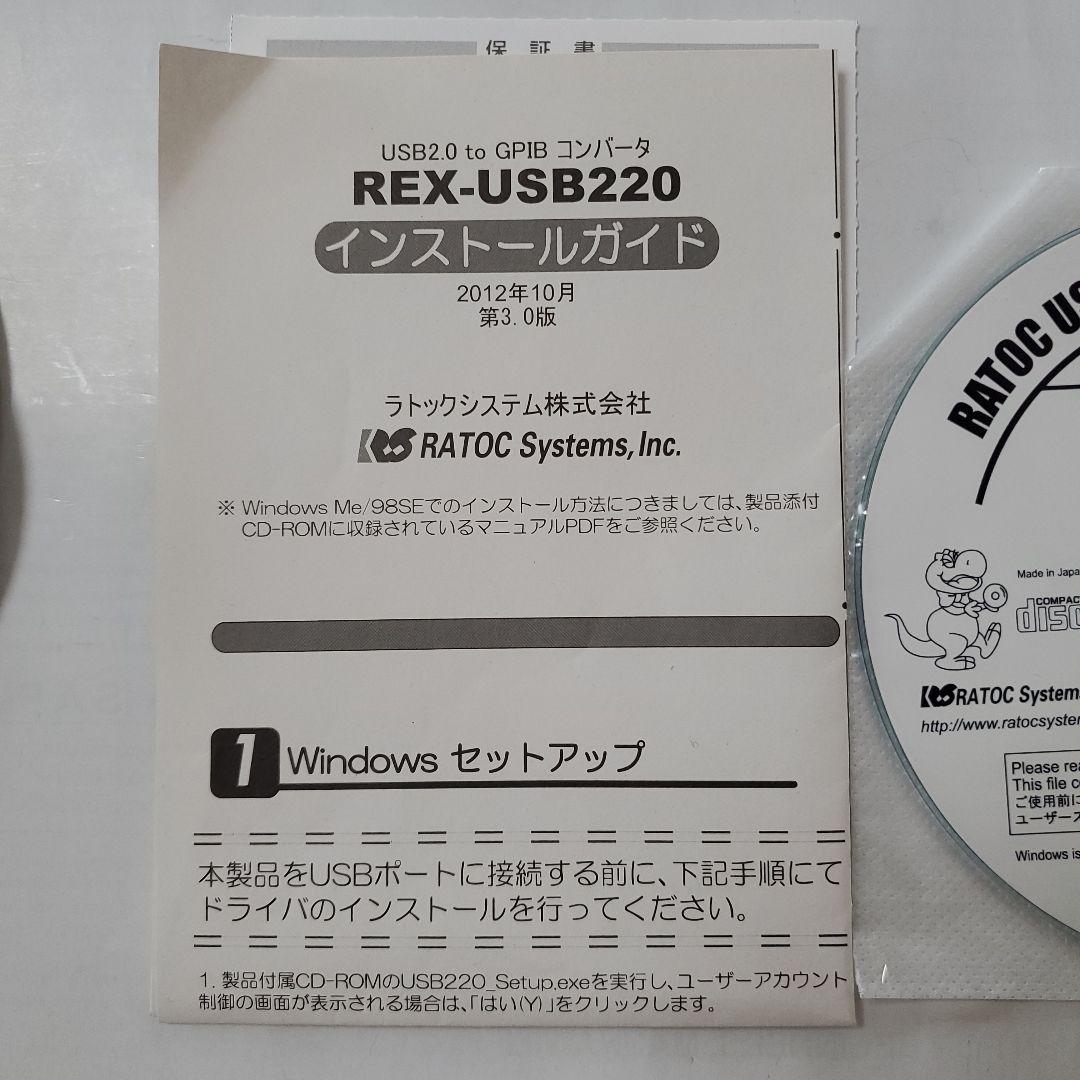 保証書
USB2.0 to GPIB コンバータ
REX-USB220
インストールガイド
2012年10月
第3.0版
ラトックシステム株式会社
RATOC Systems, Inc.
※ Windows Me/98SEでのインストール方法につきましては、製品添付
CD-ROMに収録されているマニュアルPDFをご参照ください。
1 Windows セットアップ
本製品をUSBポートに接続する前に、下記手順にて
ドライバのインストールを行ってください。
1. 製品付属CD-ROMのUSB220_Setup.exeを実行し、ユーザーアカウント
制御の画面が表示される場合は、「はい(Y)」をクリックします。
RATOC US
Made in Japa
COMPACT
disc
RATOC System
http://www.ratocsyste
Please rea
This file c
ご使用前に
ユーザーズ
Windows is